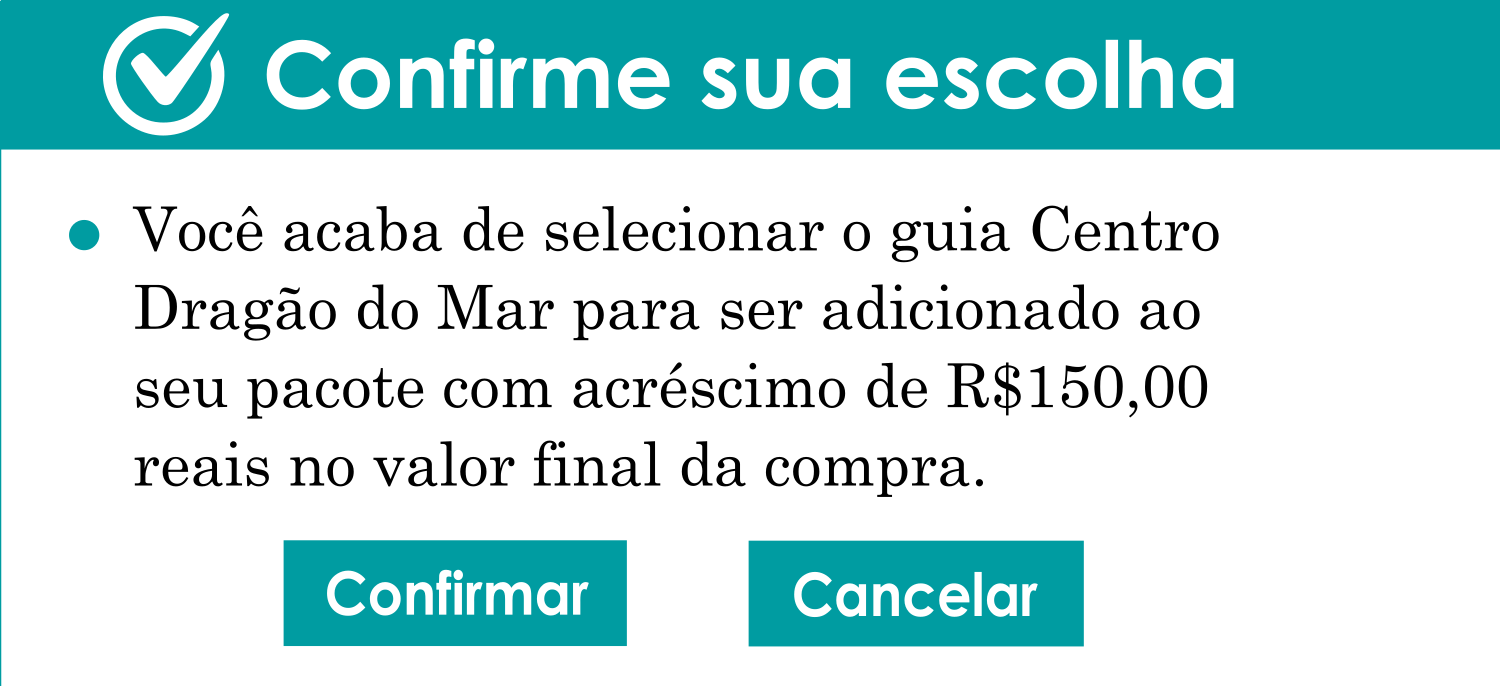 Confirme sua escolha
Você acaba de selecionar o guia Centro
Dragão do Mar para ser adicionado ao
seu pacote com acréscimo de R$150,00
reais no valor final da compra.
Confirmar
Cancelar